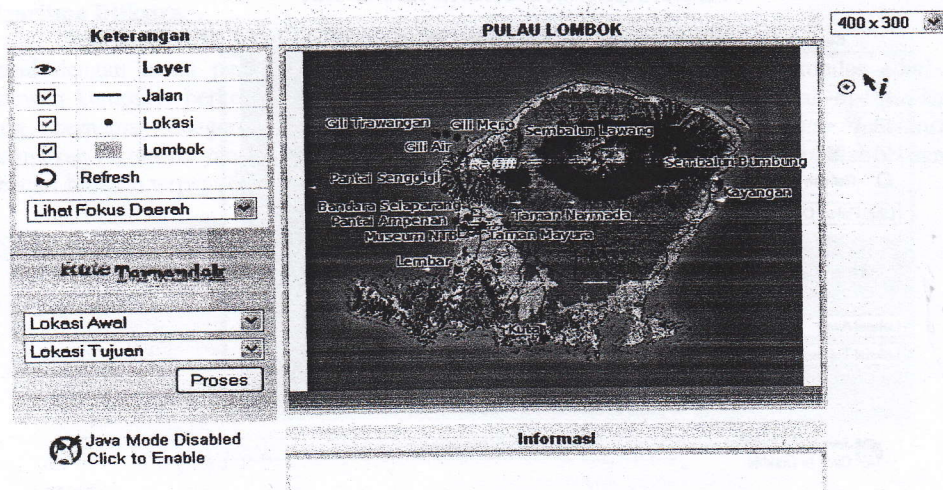 Keterangan
Layer
Jalan
Lokasi
Lombok
Refresh
Lihat Fokus Daerah
Rute Terpendek
Lokasi Awal
Lokasi Tujuan
Proses
Java Mode Disabled
Click to Enable
PULAU LOMBOK
Gili Trawangan
Gili Meno
Sembalun Lawang
Gili Air
Sembalun Bumbung
Pantai Senggigi
Kayangan
Bandara Selaparang
Taman Narmada
Pantai Ampenan
Museum NTB
Taman Mayura
Lembar
Kuta
Informasi
400 x 300
i